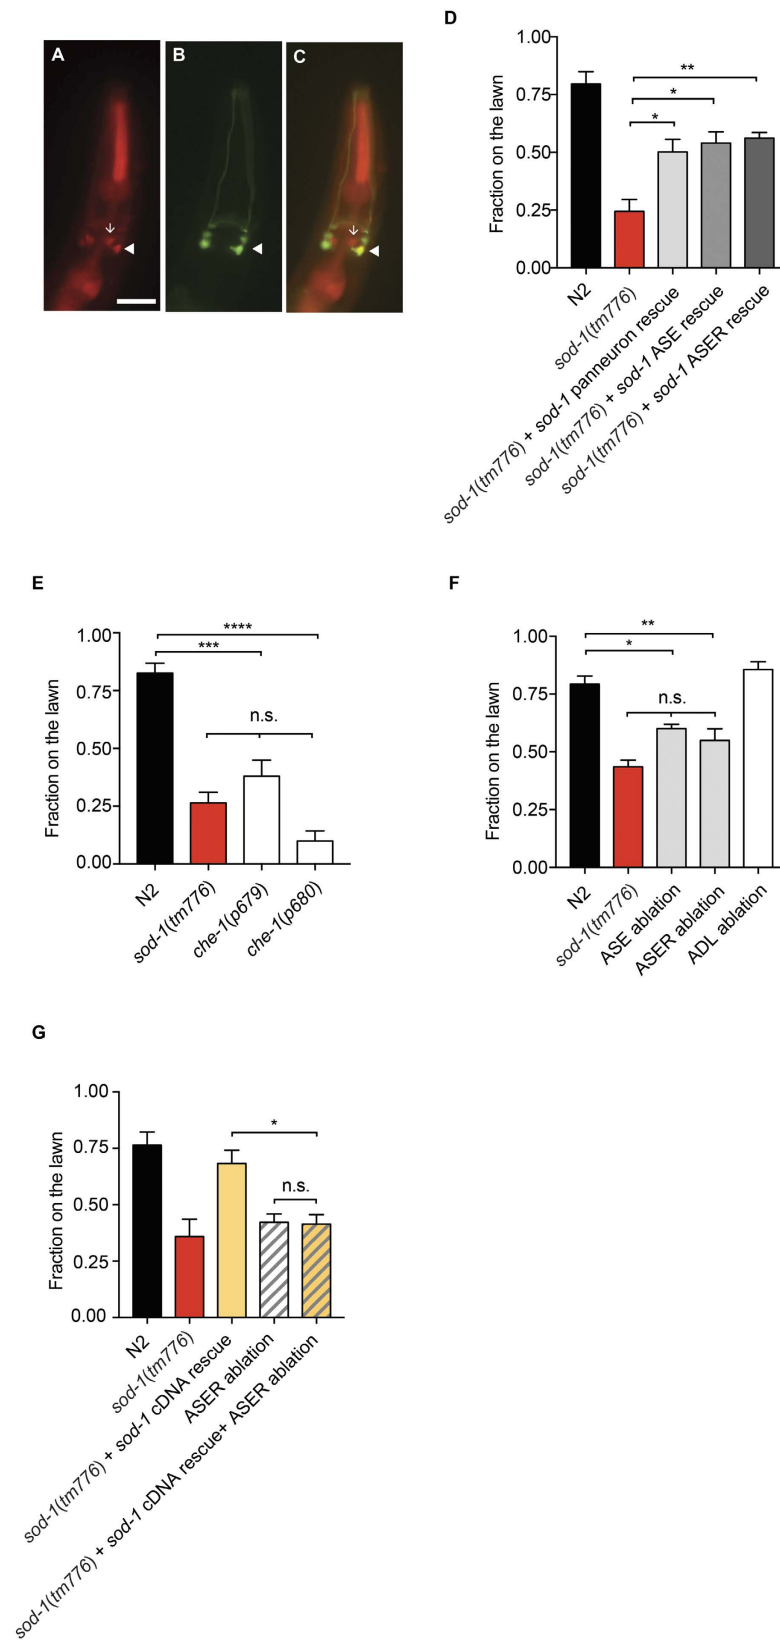 A
B
C
D
Fraction on the lawn
1.00
0.75
0.50
0.25
0.00
**
*
*
N2
sod-1(tm776)
sod-1(tm776) + sod-1 panneuron rescue
sod-1(tm776) + sod-1 ASE rescue
sod-1(tm776) + sod-1 ASER rescue
E
Fraction on the lawn
1.00
0.75
0.50
0.25
0.00
****
***
n.s.
N2
sod-1(tm776)
che-1(p679)
che-1(p680)
F
Fraction on the lawn
1.00
0.75
0.50
0.25
0.00
**
*
n.s.
N2
sod-1(tm776)
ASE ablation
ASER ablation
ADL ablation
G
Fraction on the lawn
1.00
0.75
0.50
0.25
0.00
*
n.s.
N2
sod-1(tm776)
sod-1(tm776) + sod-1 cDNA rescue
ASER ablation
sod-1(tm776) + sod-1 cDNA rescue+ ASER ablation